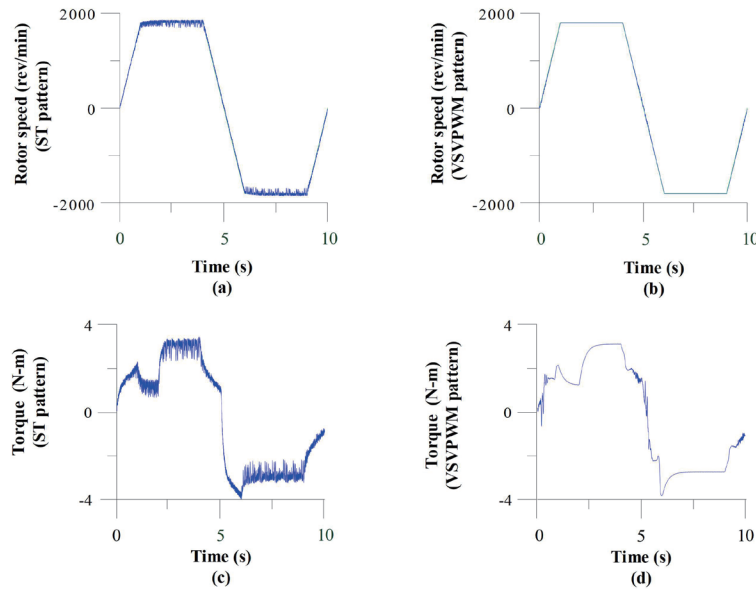 2000
0
-2000
Rotor speed (rev/min)
(ST pattern)
0
5
10
Time (s)
(a)
2000
0
-2000
Rotor speed (rev/min)
(VSVPWM pattern)
0
5
10
Time (s)
(b)
4
0
-4
Torque (N-m)
(ST pattern)
0
5
10
Time (s)
(c)
4
0
-4
Torque (N-m)
(VSVPWM pattern)
0
5
10
Time (s)
(d)